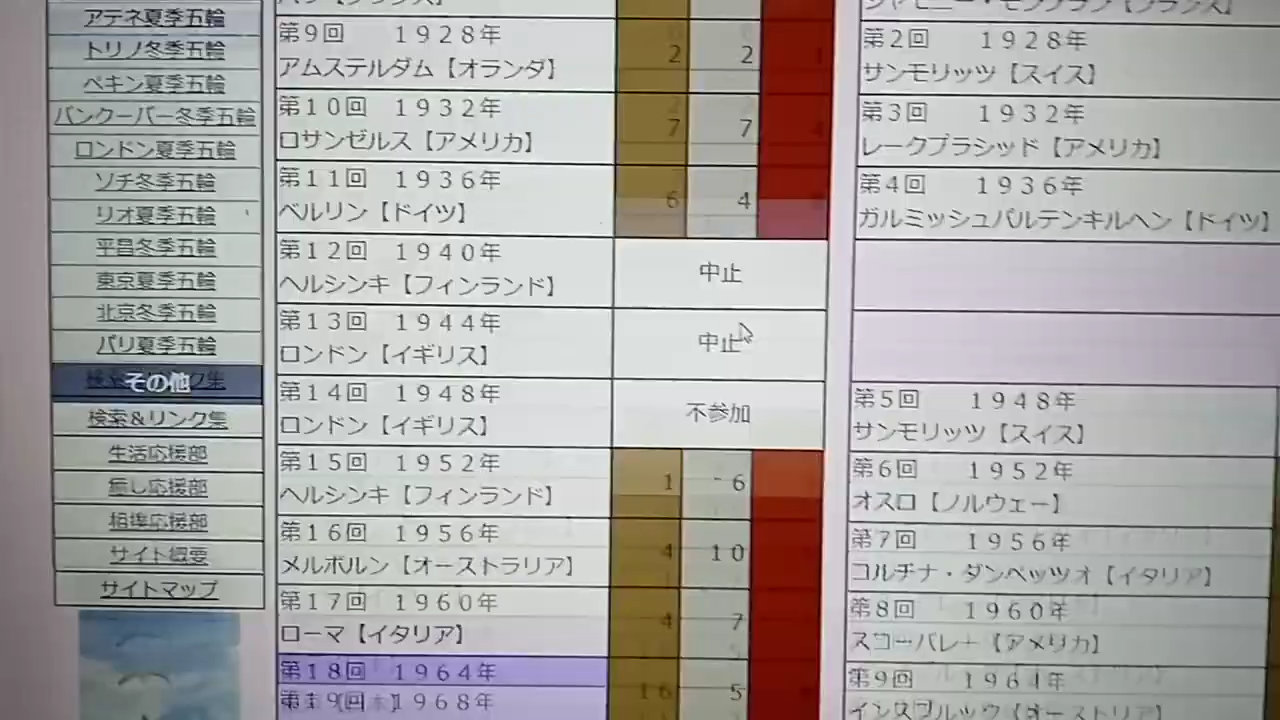 アテネ夏季五輪
トリノ冬季五輪
ペキン夏季五輪
バンクーバー冬季五輪
ロンドン夏季五輪
ソチ冬季五輪
リオ夏季五輪
平昌冬季五輪
東京夏季五輪
北京冬季五輪
パリ夏季五輪
その他
検索&リンク集
生活応援部
癒し応援部
相撲応援部
サイト概要
サイトマップ
第9回 1928年
アムステルダム【オランダ】
2 2
第10回 1932年
ロサンゼルス【アメリカ】
7 7
第11回 1936年
ベルリン【ドイツ】
6 4
第12回 1940年
ヘルシンキ【フィンランド】
中止
第13回 1944年
ロンドン【イギリス】
中止
第14回 1948年
ロンドン【イギリス】
不参加
第15回 1952年
ヘルシンキ【フィンランド】
1 6
第16回 1956年
メルボルン【オーストラリア】
4 10
第17回 1960年
ローマ【イタリア】
4 7
第18回 1964年
16 5
1968年
第2回 1928年
サンモリッツ【スイス】
第3回 1932年
レークプラシッド【アメリカ】
第4回 1936年
ガルミッシュパルテンキルヘン【ドイツ】
第5回 1948年
サンモリッツ【スイス】
第6回 1952年
オスロ【ノルウェー】
第7回 1956年
コルチナ・ダンペッツオ【イタリア】
第8回 1960年
スコーバレー【アメリカ】
第9回 1964年